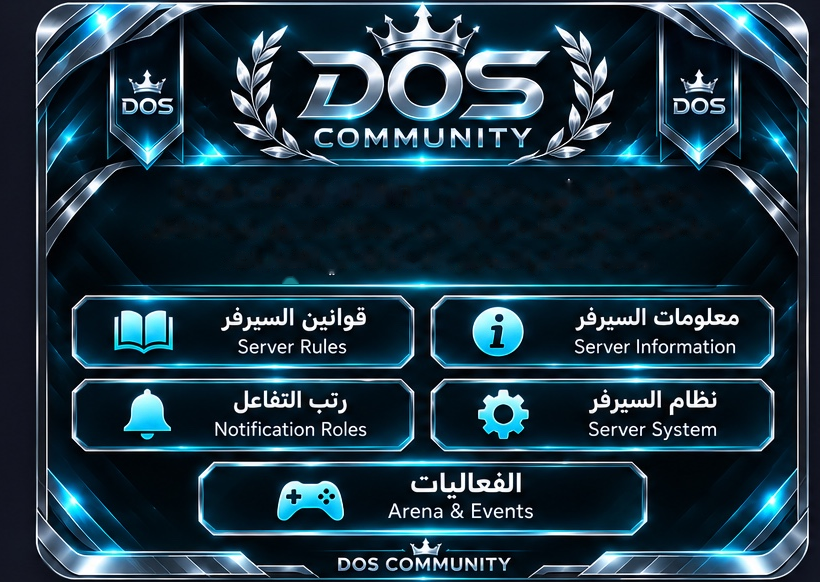 DOS
DOS
COMMUNITY
DOS
قوانين السيرفر
Server Rules
معلومات السيرفر
Server Information
رتب التفاعل
Notification Roles
نظام السيرفر
Server System
الفعاليات
Arena & Events
DOS COMMUNITY